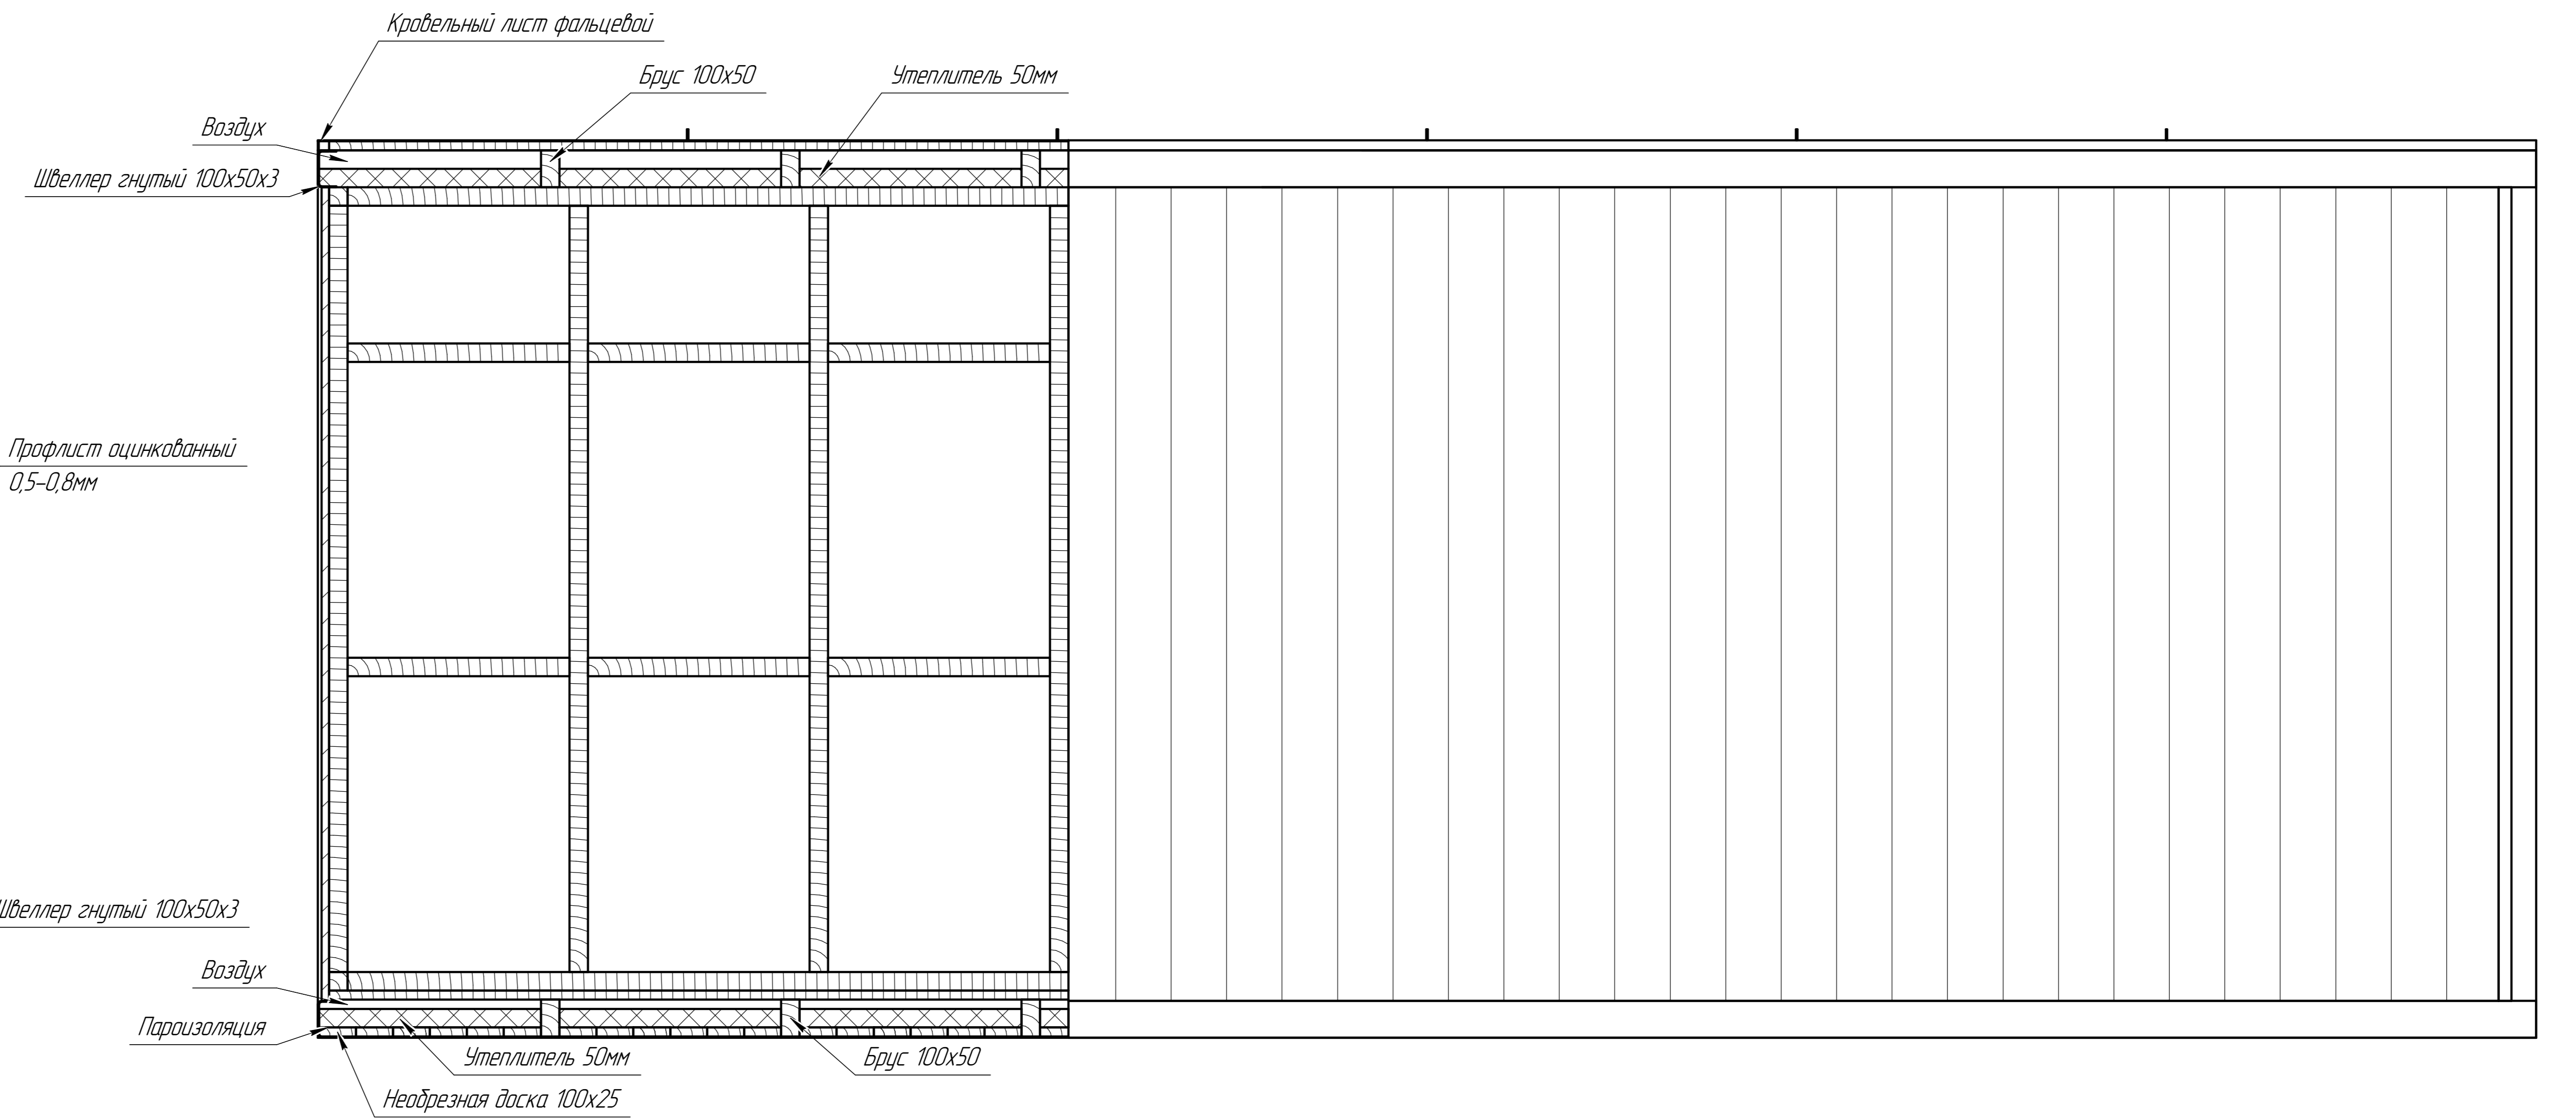 Кровельный лист фальцевой
Брус 100х50
Утеплитель 50мм
Воздух
Швеллер гнутый 100х50х3
Профлист оцинкованный
0,5-0,8мм
Швеллер гнутый 100х50х3
Воздух
Пароизоляция
Утеплитель 50мм
Брус 100х50
Необрезная доска 100х25